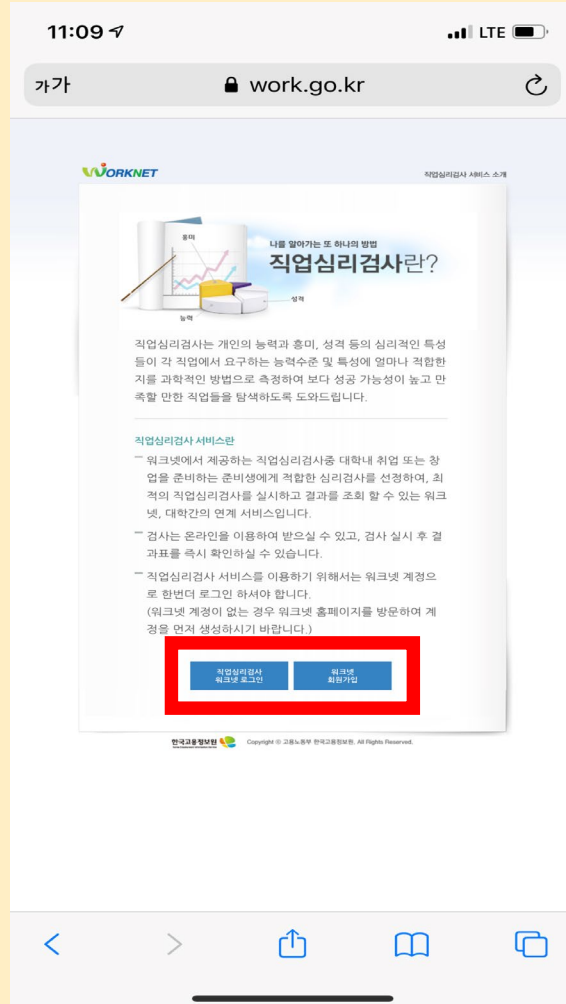 11:09
LTE
가가
work.go.kr
WORKNET
직업심리검사 서비스 소개
흥미
나를 알아가는 또 하나의 방법
직업심리검사란?
성격
능력
직업심리검사는 개인의 능력과 흥미, 성격 등의 심리적인 특성
등이 각 직업에서 요구하는 능력수준 및 특성에 얼마나 적합한
지를 과학적인 방법으로 측정하여 보다 성공 가능성이 높고 만
족할 만한 직업들을 탐색하도록 도와드립니다.
직업심리검사 서비스란
워크넷에서 제공하는 직업심리검사중 대학내 취업 또는 창
업을 준비하는 준비생에게 적합한 심리검사를 선정하여, 최
적의 직업심리검사를 실시하고 결과를 조회 할 수 있는 워크
넷, 대학간의 연계 서비스입니다.
검사는 온라인을 이용하여 받으실 수 있고, 검사 실시 후 결
과표를 즉시 확인하실 수 있습니다.
직업심리검사 서비스를 이용하기 위해서는 워크넷 계정으
로 한번더 로그인 하셔야 합니다.
(워크넷 계정이 없는 경우 워크넷 홈페이지를 방문하여 계
정을 먼저 생성하시기 바랍니다.)
직업심리검사
워크넷 로그인
워크넷
회원가입
한국고용정보원
Copyright © 고용노동부 한국고용정보원. All Rights Reserved.